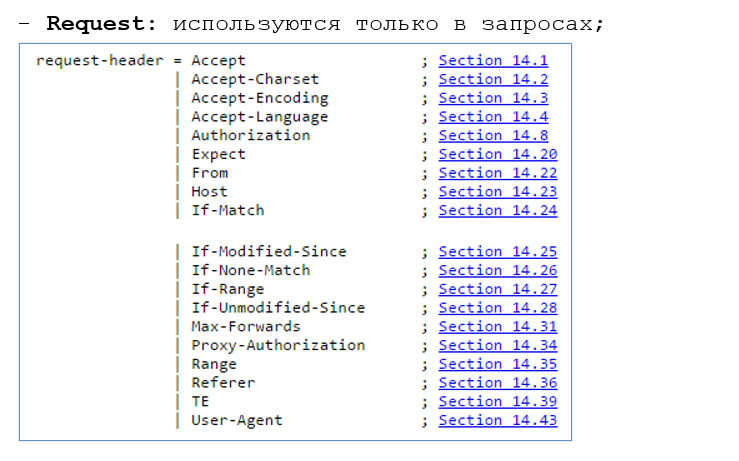 - Request: используются только в запросах;
request-header = Accept ; Section 14.1
| Accept-Charset ; Section 14.2
| Accept-Encoding ; Section 14.3
| Accept-Language ; Section 14.4
| Authorization ; Section 14.8
| Expect ; Section 14.20
| From ; Section 14.22
| Host ; Section 14.23
| If-Match ; Section 14.24
| If-Modified-Since ; Section 14.25
| If-None-Match ; Section 14.26
| If-Range ; Section 14.27
| If-Unmodified-Since ; Section 14.28
| Max-Forwards ; Section 14.31
| Proxy-Authorization ; Section 14.34
| Range ; Section 14.35
| Referer ; Section 14.36
| TE ; Section 14.39
| User-Agent ; Section 14.43